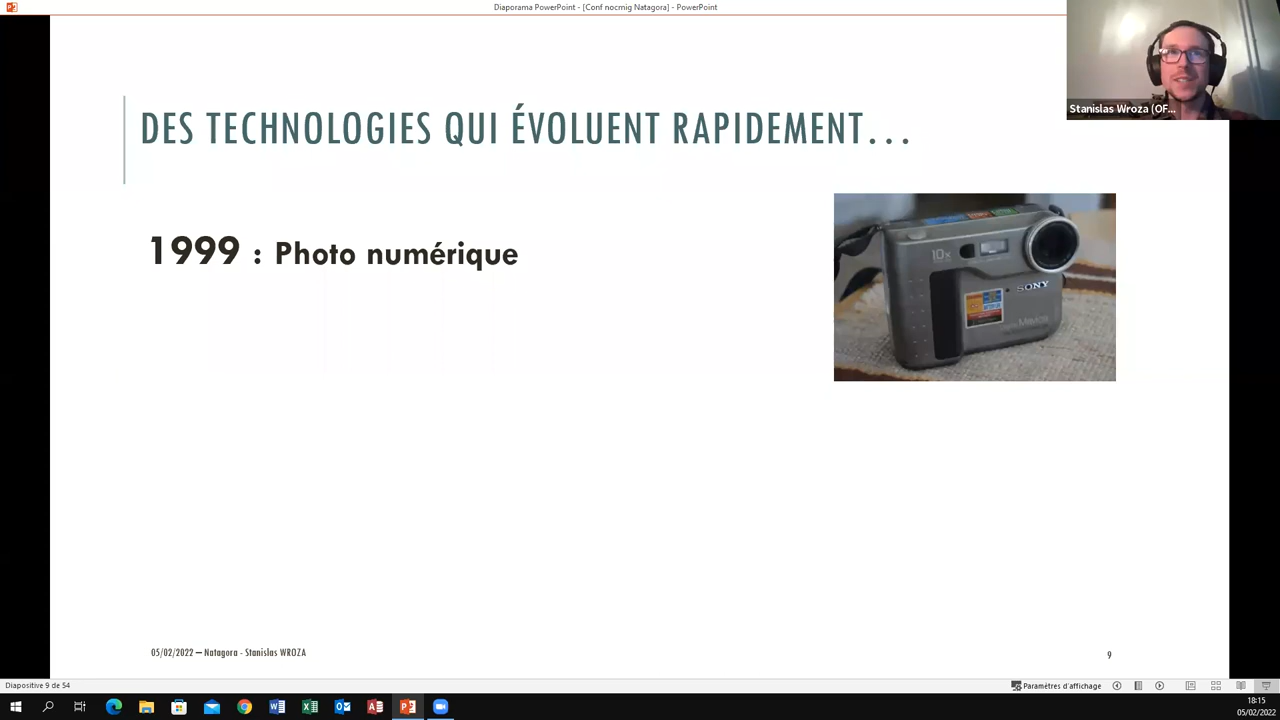 Diaporama PowerPoint - [Conf nocmig Natagora] - PowerPoint
Stanislas Wroza (OF...
DES TECHNOLOGIES QUI ÉVOLUENT RAPIDEMENT...
1999 : Photo numérique
10x
SONY
05/02/2022 – Natagora - Stanislas WROZA
9
Diapositive 9 de 54
Paramètres d'affichage
18:15
05/02/2022